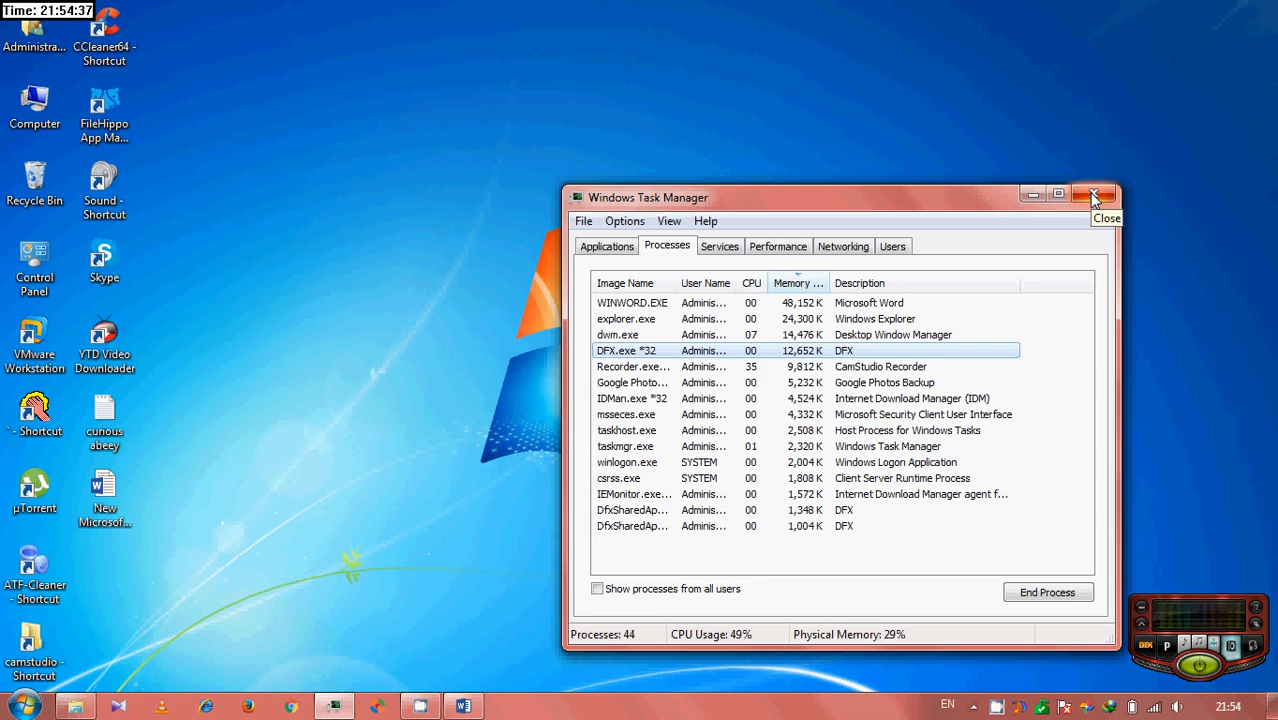 Time: 21:54:37
Administra...
CCleaner64 -
Shortcut
Computer
FileHippo
App Ma...
Recycle Bin
Sound -
Shortcut
Control
Panel
Skype
VMware
Workstation
YTD Video
Downloader
`- Shortcut
curious
abeey
µTorrent
New
Microsof...
ATF-Cleaner
- Shortcut
camstudio -
Shortcut
Windows Task Manager
Close
File Options View Help
Applications Processes Services Performance Networking Users
Image Name User Name CPU Memory ... Description
WINWORD.EXE Adminis... 00 48,152 K Microsoft Word
explorer.exe Adminis... 00 24,300 K Windows Explorer
dwm.exe Adminis... 07 14,476 K Desktop Window Manager
DFX.exe *32 Adminis... 00 12,652 K DFX
Recorder.exe... Adminis... 35 9,812 K CamStudio Recorder
Google Photo... Adminis... 00 5,232 K Google Photos Backup
IDMan.exe *32 Adminis... 00 4,524 K Internet Download Manager (IDM)
msseces.exe Adminis... 00 4,332 K Microsoft Security Client User Interface
taskhost.exe Adminis... 00 2,508 K Host Process for Windows Tasks
taskmgr.exe Adminis... 01 2,320 K Windows Task Manager
winlogon.exe SYSTEM 00 2,004 K Windows Logon Application
csrss.exe SYSTEM 00 1,808 K Client Server Runtime Process
IEMonitor.exe... Adminis... 00 1,572 K Internet Download Manager agent f...
DfxSharedAp... Adminis... 00 1,348 K DFX
DfxSharedAp... Adminis... 00 1,004 K DFX
Show processes from all users
End Process
Processes: 44 CPU Usage: 49% Physical Memory: 29%
DFX P
EN 21:54